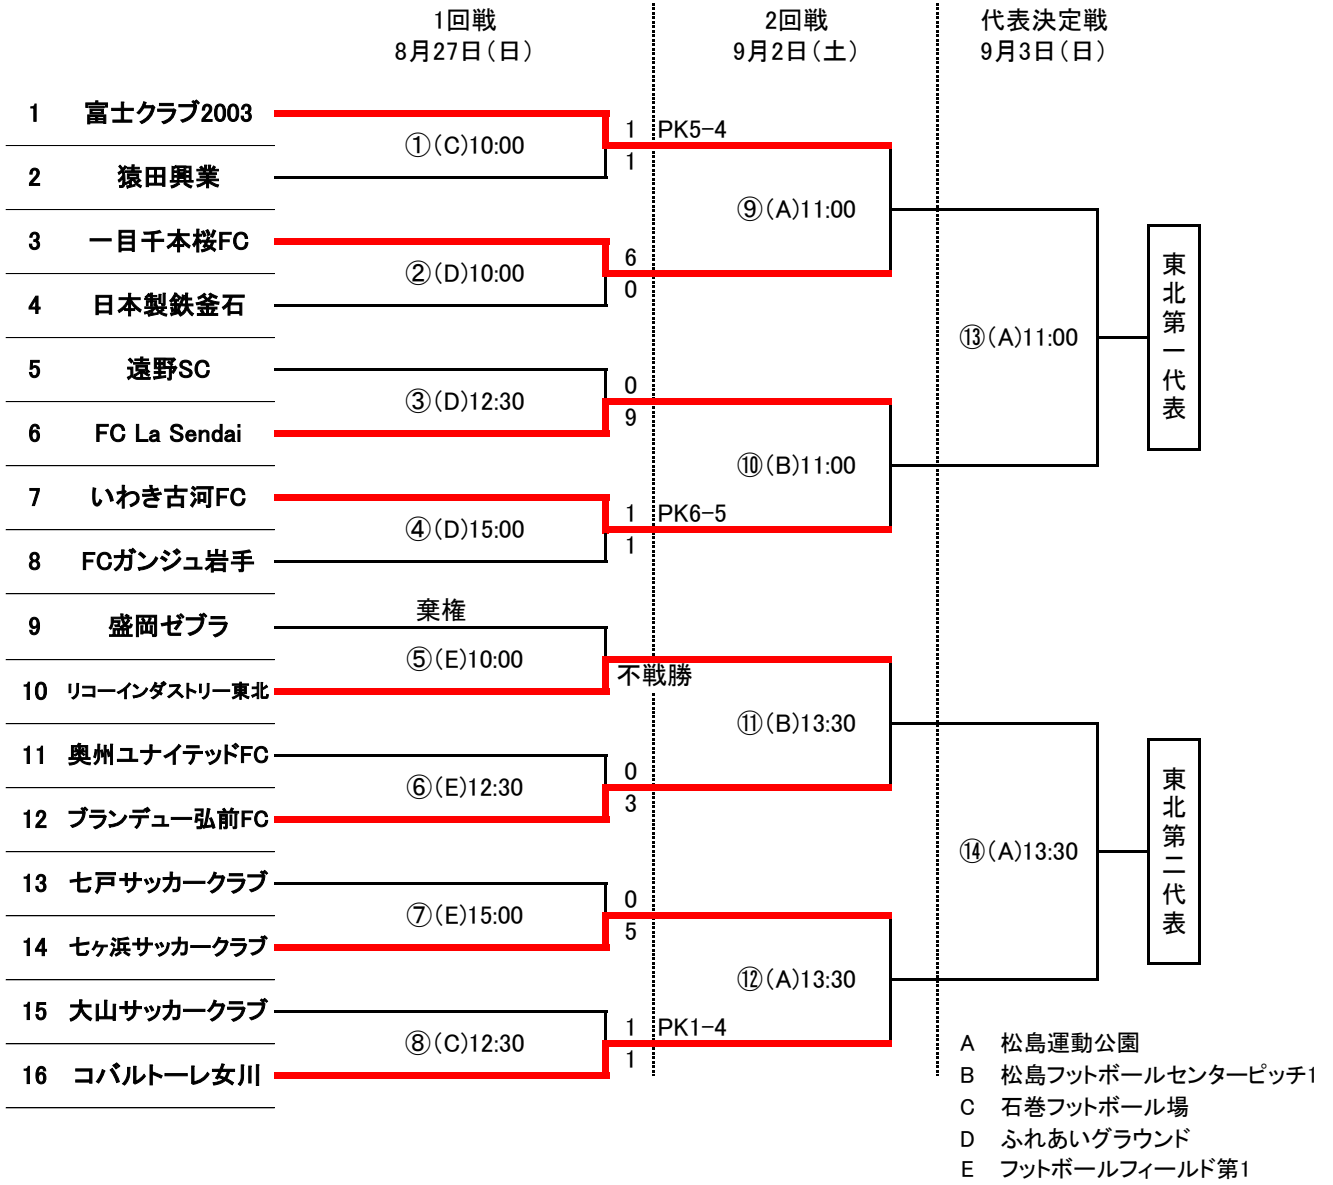 1回戦
8月27日(日)
2回戦
9月2日(土)
代表決定戦
9月3日(日)
1 富士クラブ2003
①(C)10:00
1 PK5-4
1
2 猿田興業
⑨(A)11:00
3 一目千本桜FC
②(D)10:00
6
0
4 日本製鉄釜石
⑬(A)11:00
東北第一代表
5 遠野SC
③(D)12:30
0
9
6 FC La Sendai
⑩(B)11:00
7 いわき古河FC
④(D)15:00
1 PK6-5
1
8 FCガンジュ岩手
9 盛岡ゼブラ
棄権
⑤(E)10:00
不戦勝
10 リコーインダストリー東北
⑪(B)13:30
11 奥州ユナイテッドFC
⑥(E)12:30
0
3
12 ブランデュー弘前FC
⑭(A)13:30
東北第二代表
13 七戸サッカークラブ
⑦(E)15:00
0
5
14 七ヶ浜サッカークラブ
⑫(A)13:30
15 大山サッカークラブ
⑧(C)12:30
1 PK1-4
1
16 コバルトーレ女川
A 松島運動公園
B 松島フットボールセンターピッチ1
C 石巻フットボール場
D ふれあいグラウンド
E フットボールフィールド第1